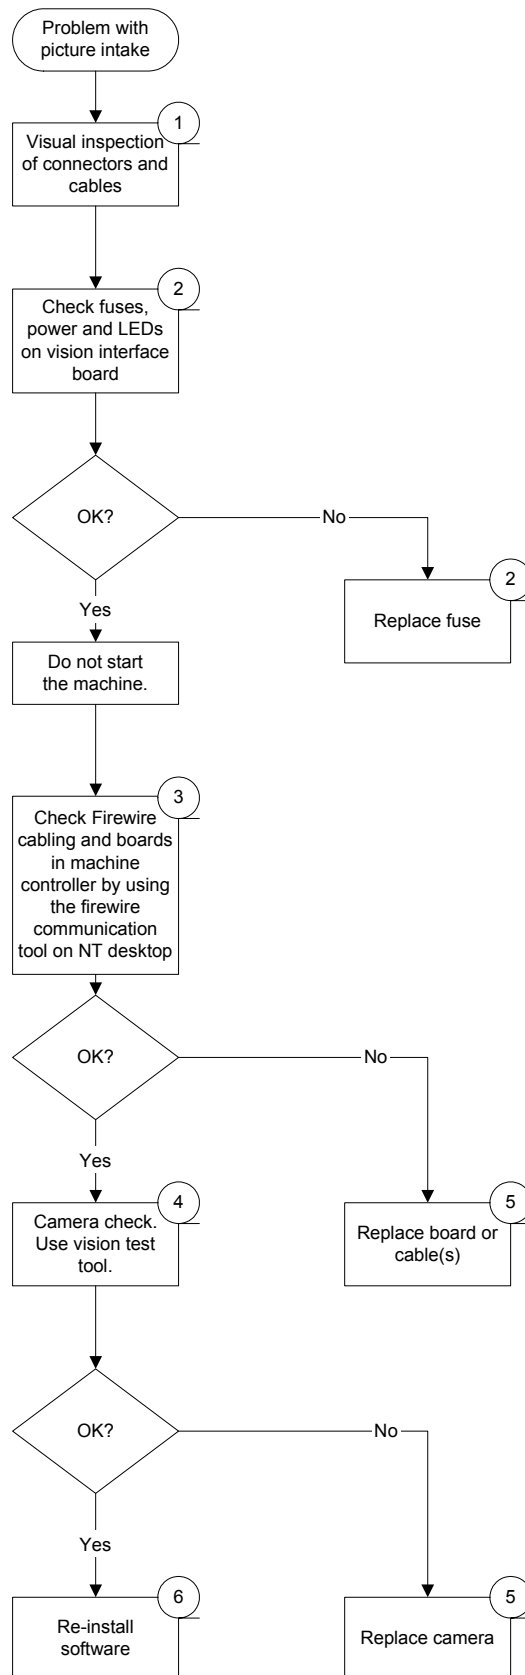 Problem with
picture intake
1
Visual inspection
of connectors and
cables
2
Check fuses,
power and LEDs
on vision interface
board
OK?
No
2
Replace fuse
Yes
Do not start
the machine.
3
Check Firewire
cabling and boards
in machine
controller by using
the firewire
communication
tool on NT desktop
OK?
No
Yes
4
Camera check.
Use vision test
tool.
5
Replace board or
cable(s)
OK?
No
Yes
6
Re-install
software
5
Replace camera